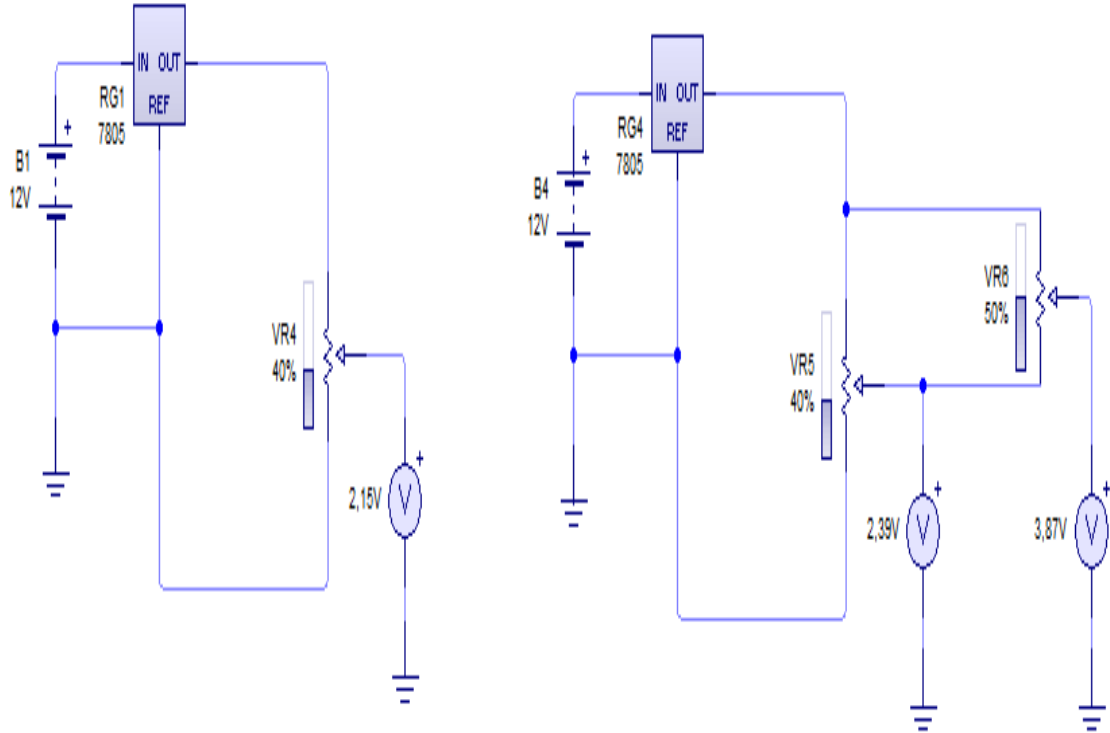 IN OUT
REF
RG1
7805
B1
12V
VR4
40%
2,15V
IN OUT
REF
RG4
7805
B4
12V
VR6
50%
VR5
40%
2,39V
3,87V